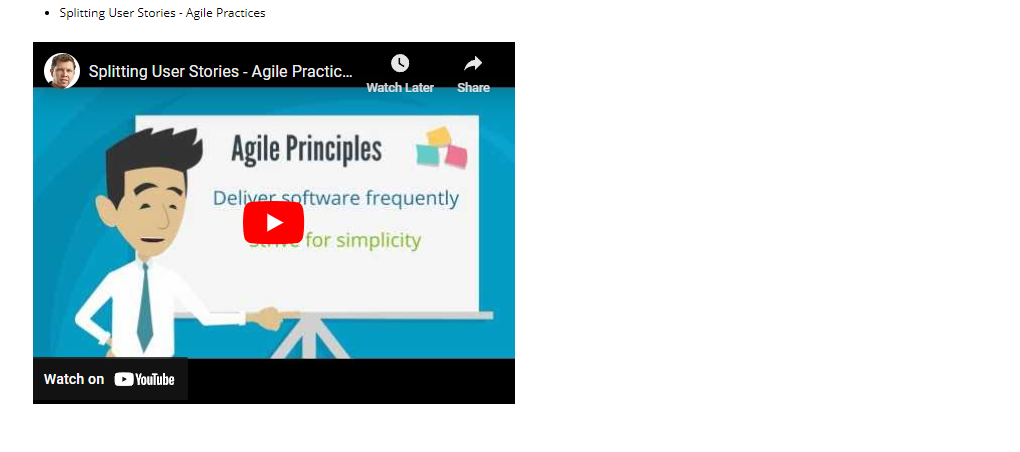 Splitting User Stories - Agile Practices
Splitting User Stories - Agile Practic...
Watch Later
Share
Agile Principles
Deliver software frequently
Strive for simplicity
Watch on YouTube